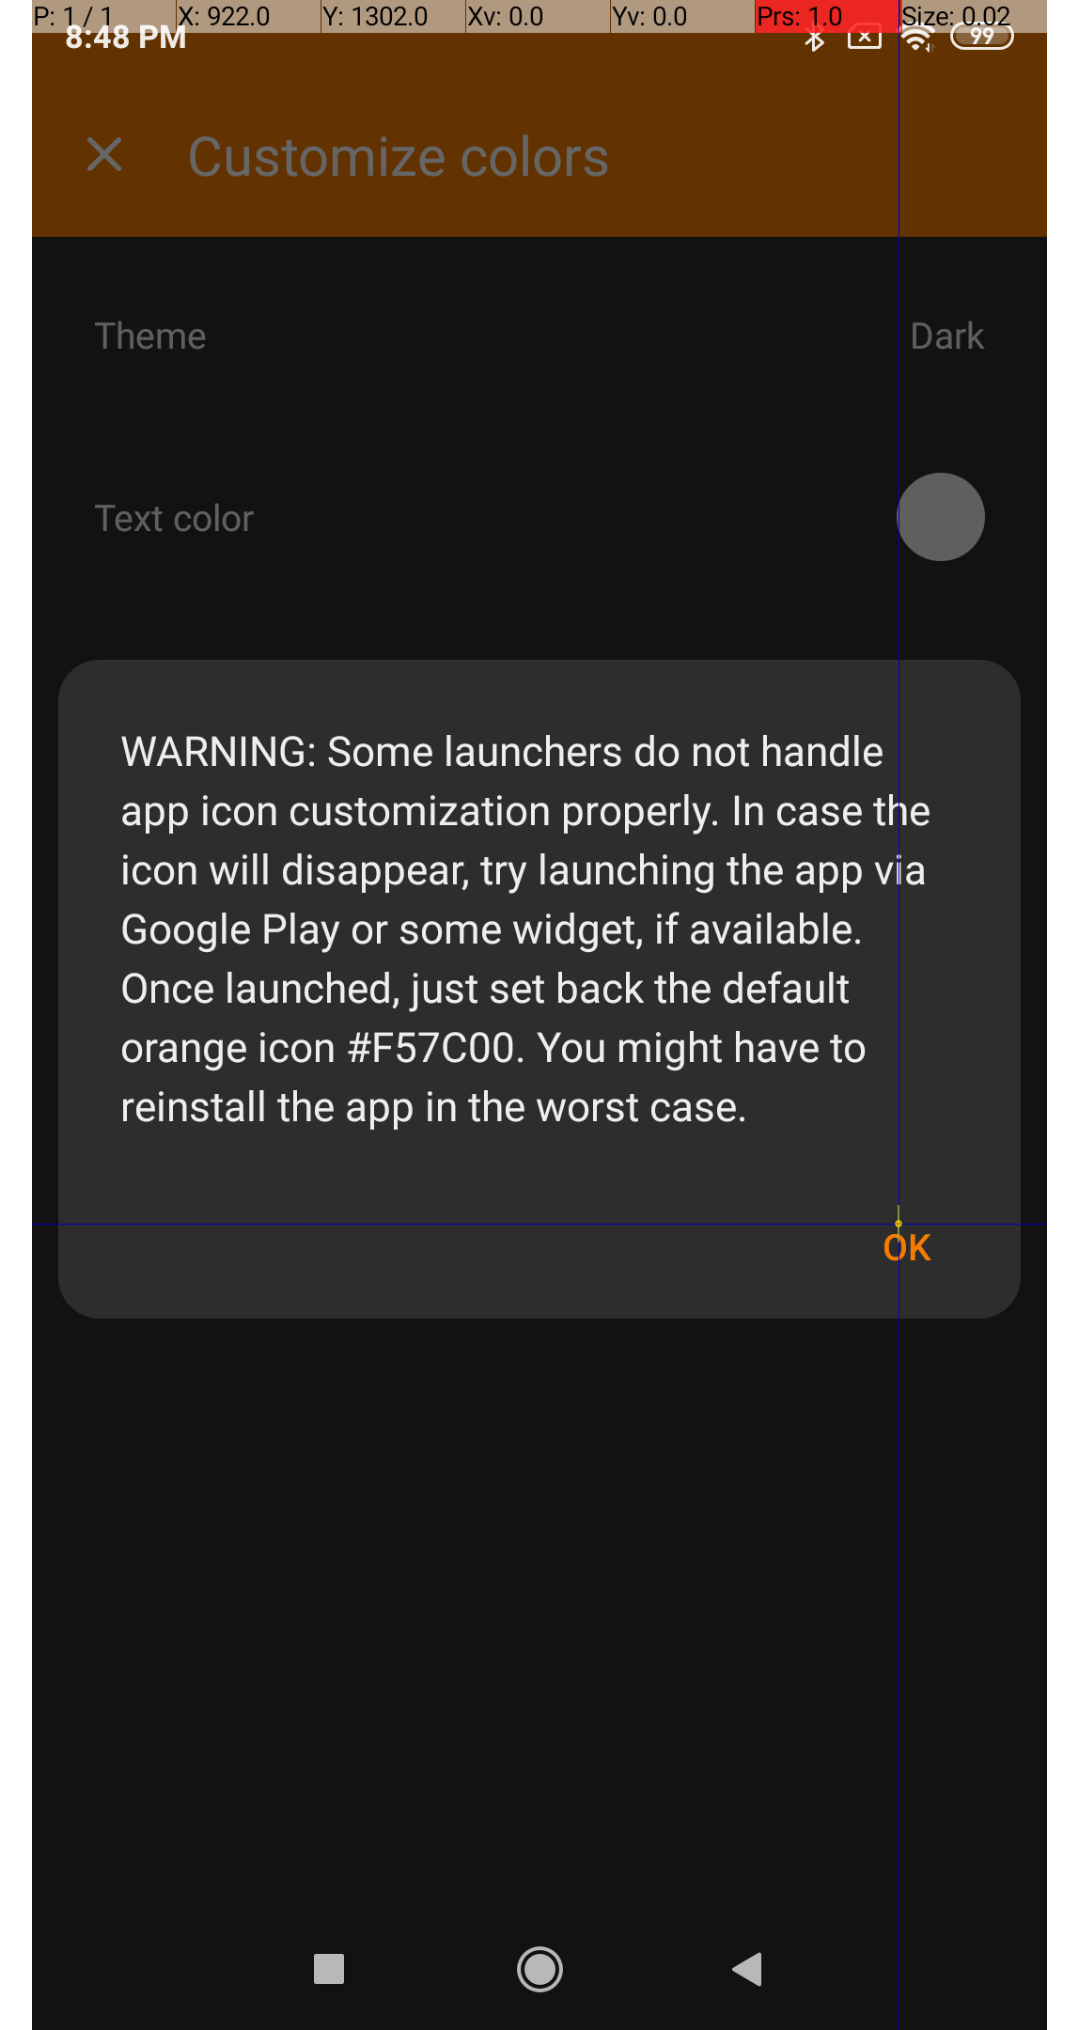 P: 1 / 1 X: 922.0 Y: 1302.0 Xv: 0.0 Yv: 0.0 Prs: 1.0 Size: 0.02
8:48 PM 99
Customize colors
Theme Dark
Text color
WARNING: Some launchers do not handle
app icon customization properly. In case the
icon will disappear, try launching the app via
Google Play or some widget, if available.
Once launched, just set back the default
orange icon #F57C00. You might have to
reinstall the app in the worst case.
OK